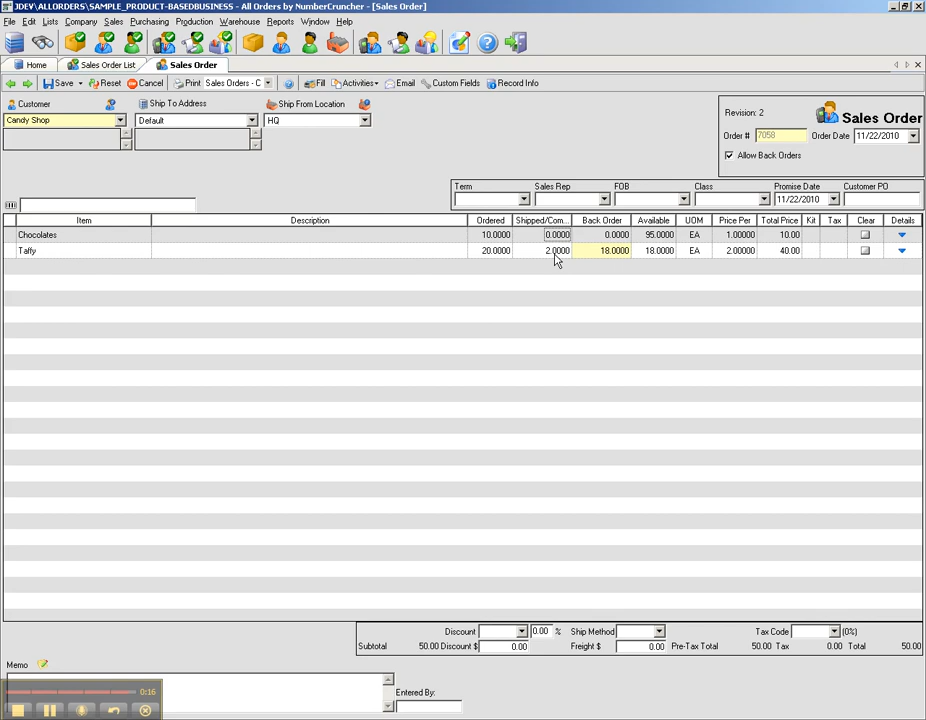 JDEV\ALLORDERS\SAMPLE_PRODUCT-BASEDBUSINESS - All Orders by NumberCruncher - [Sales Order]
File Edit Lists Company Sales Purchasing Production Warehouse Reports Window Help
Home Sales Order List Sales Order
Save Reset Cancel Print Sales Orders - C Fill Activities Email Custom Fields Record Info
Customer Ship To Address Ship From Location
Candy Shop Default HQ
Revision: 2 Sales Order
Order # 7058 Order Date 11/22/2010
Allow Back Orders
Term Sales Rep FOB Class Promise Date Customer PO
11/22/2010
Item Description Ordered Shipped/Com... Back Order Available UOM Price Per Total Price Kit Tax Clear Details
Chocolates 10.0000 0.0000 0.0000 95.0000 EA 1.00000 10.00
Taffy 20.0000 2.0000 18.0000 18.0000 EA 2.00000 40.00
Discount 0.00 % Ship Method Tax Code (0%)
Subtotal 50.00 Discount $ 0.00 Freight $ 0.00 Pre-Tax Total 50.00 Tax 0.00 Total 50.00
Memo
Entered By:
0:16